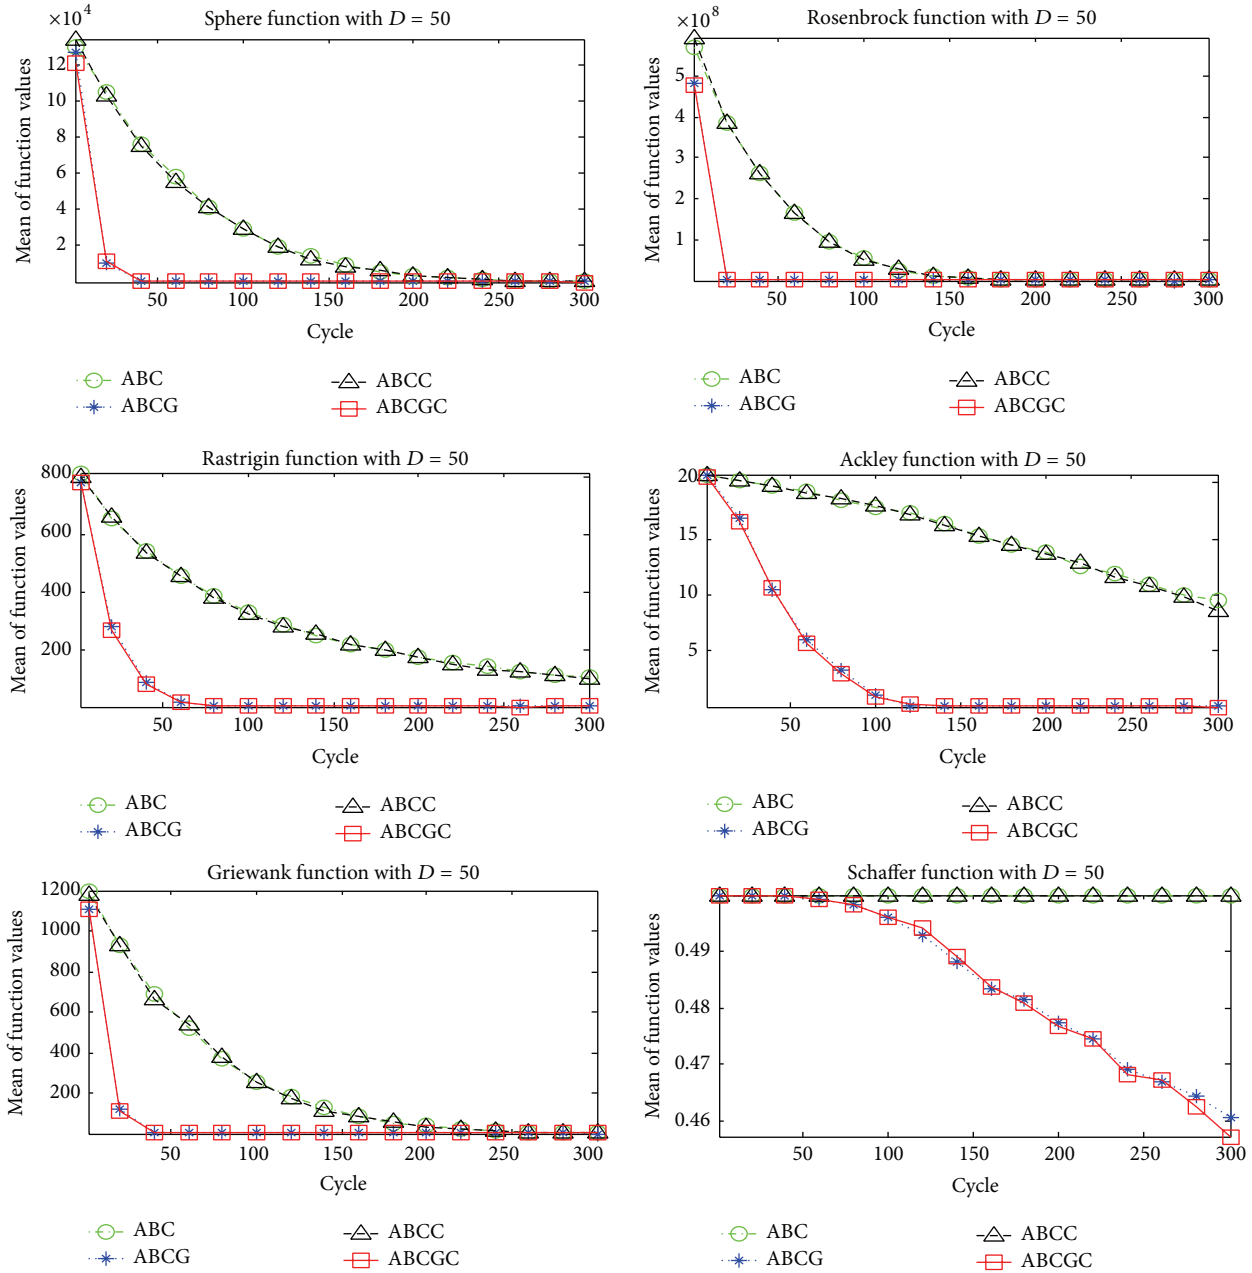 ×10⁴
Sphere function with D = 50
12
10
8
6
4
2
50
100
150
200
250
300
Mean of function values
Cycle
ABC
ABCC
ABCG
ABCGC
×10⁸
Rosenbrock function with D = 50
5
4
3
2
1
50
100
150
200
250
300
Mean of function values
Cycle
ABC
ABCC
ABCG
ABCGC
Rastrigin function with D = 50
800
600
400
200
50
100
150
200
250
300
Mean of function values
Cycle
ABC
ABCC
ABCG
ABCGC
Ackley function with D = 50
20
15
10
5
50
100
150
200
250
300
Mean of function values
Cycle
ABC
ABCC
ABCG
ABCGC
Griewank function with D = 50
1200
1000
800
600
400
200
50
100
150
200
250
300
Mean of function values
Cycle
ABC
ABCC
ABCG
ABCGC
Schaffer function with D = 50
0.49
0.48
0.47
0.46
50
100
150
200
250
300
Mean of function values
Cycle
ABC
ABCC
ABCG
ABCGC